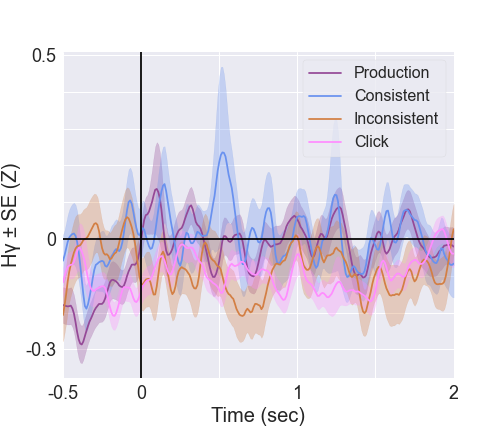 0.5
Production
Consistent
Inconsistent
Click
Hγ ± SE (Z)
0
-0.3
-0.5 0 1 2
Time (sec)